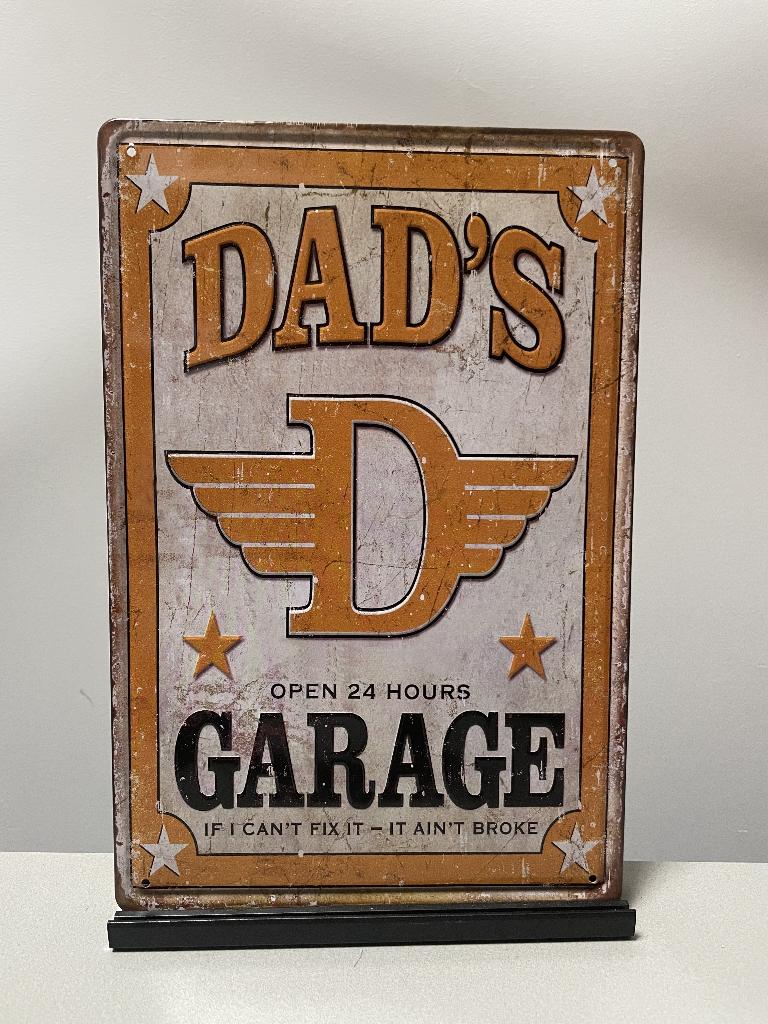 DAD'S
D
OPEN 24 HOURS
GARAGE
IF I CAN'T FIX IT – IT AIN'T BROKE